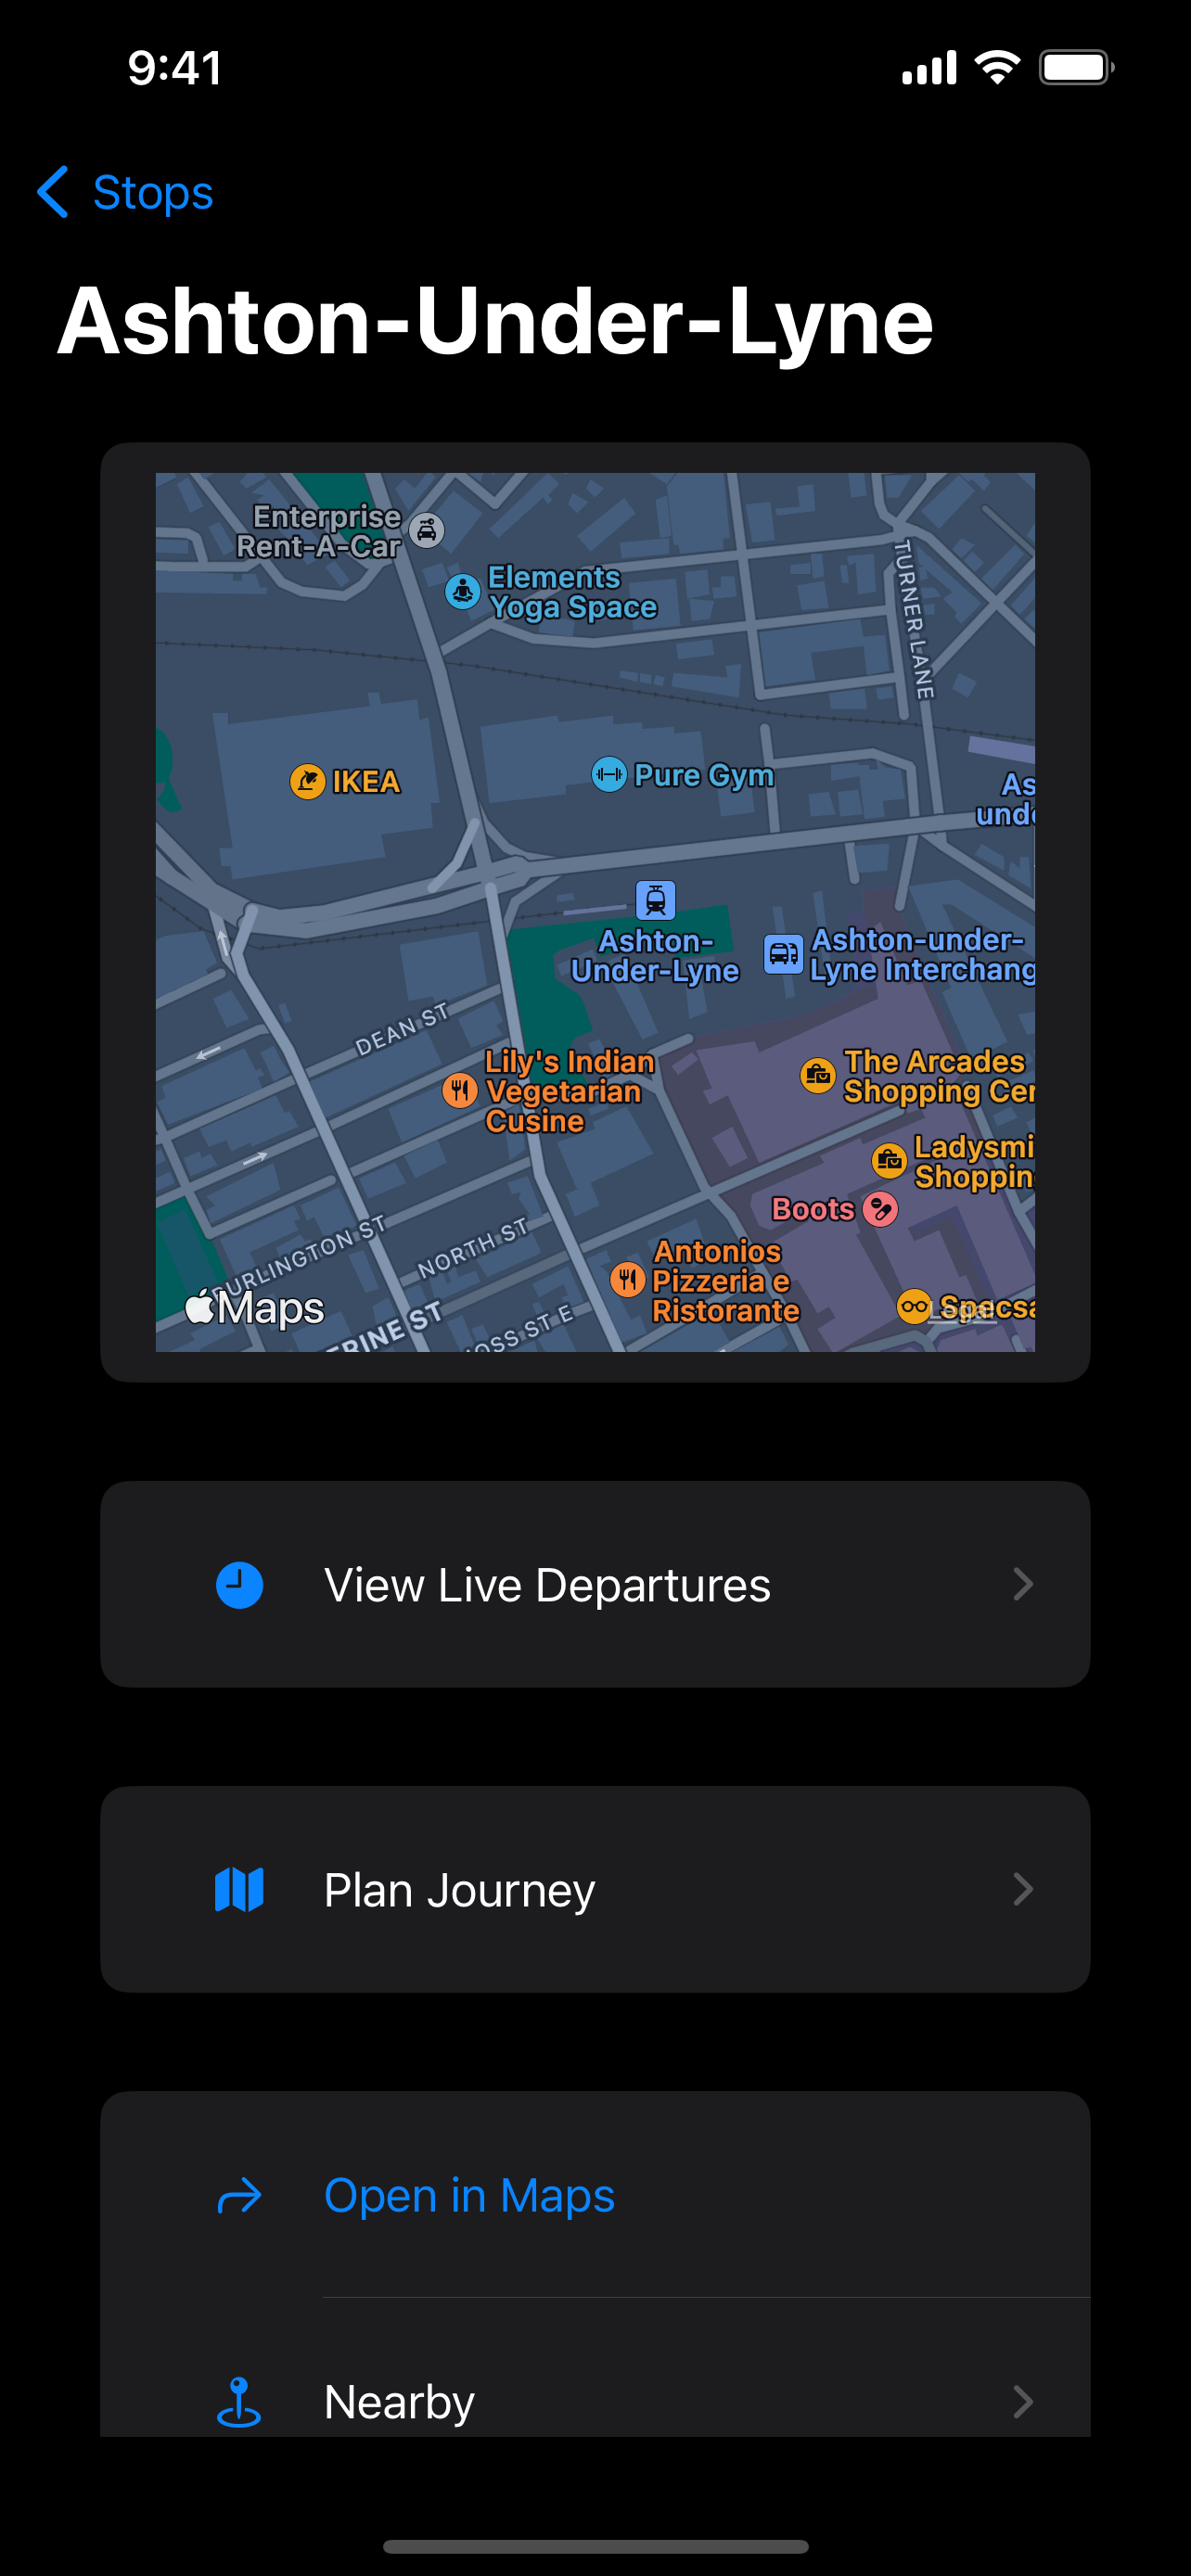 9:41
Stops
Ashton-Under-Lyne
Enterprise
Rent-A-Car
Elements
Yoga Space
TURNER LANE
IKEA
Pure Gym
As
unde
Ashton-
Under-Lyne
Ashton-under-
Lyne Interchang
DEAN ST
Lily's Indian
Vegetarian
Cusine
The Arcades
Shopping Cer
Ladysmi
Shoppin
Boots
BURLINGTON ST
NORTH ST
Antonios
Pizzeria e
Ristorante
Maps
ERINE ST
OSS ST E
Specsa
Legal
View Live Departures
Plan Journey
Open in Maps
Nearby